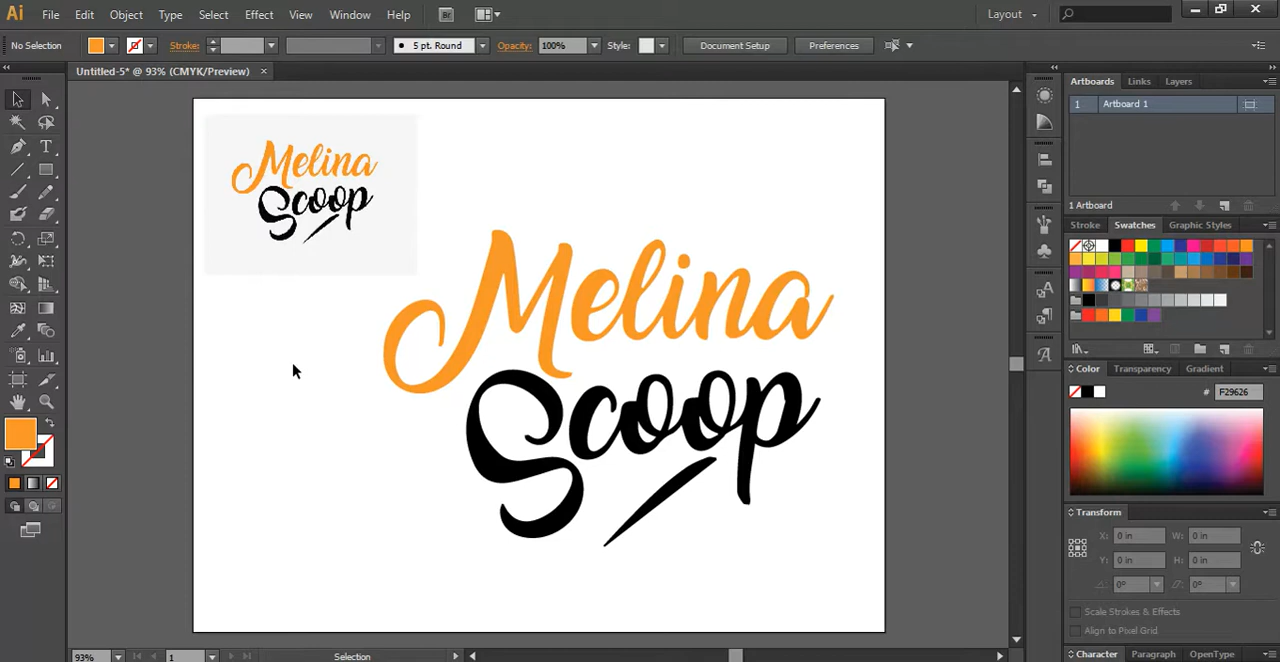 Ai File Edit Object Type Select Effect View Window Help Br Layout
No Selection Stroke: 5 pt. Round Opacity: 100% Style: Document Setup Preferences
Untitled-5* @ 93% (CMYK/Preview) ×
Artboards Links Layers
1 Artboard 1
1 Artboard
Stroke Swatches Graphic Styles
Melina
Scoop
Melina
Scoop
Color Transparency Gradient
# F29626
Transform
X: 0 in W: 0 in
Y: 0 in H: 0 in
0° 0°
Scale Strokes & Effects
Align to Pixel Grid
Character Paragraph OpenType
93% 1 Selection